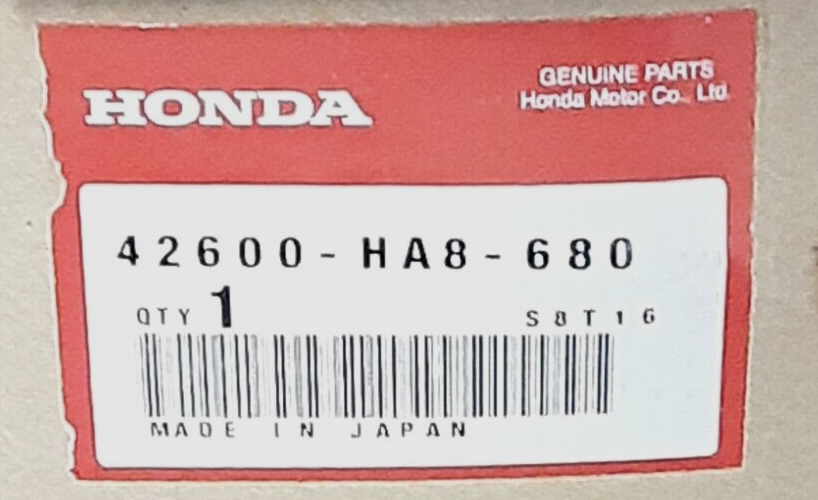 HONDA
GENUINE PARTS
Honda Motor Co., Ltd
42600-HA8-680
QTY 1
S8T16
MADE IN JAPAN